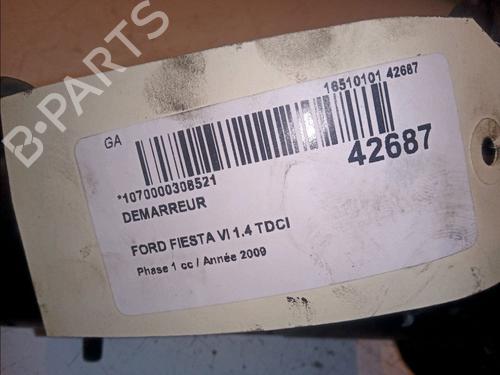 B-PARTS
GA
16510101 42687
42687
*1070000308521
DEMARREUR
FORD FIESTA VI 1.4 TDCI
Phase 1 cc / Année 2009